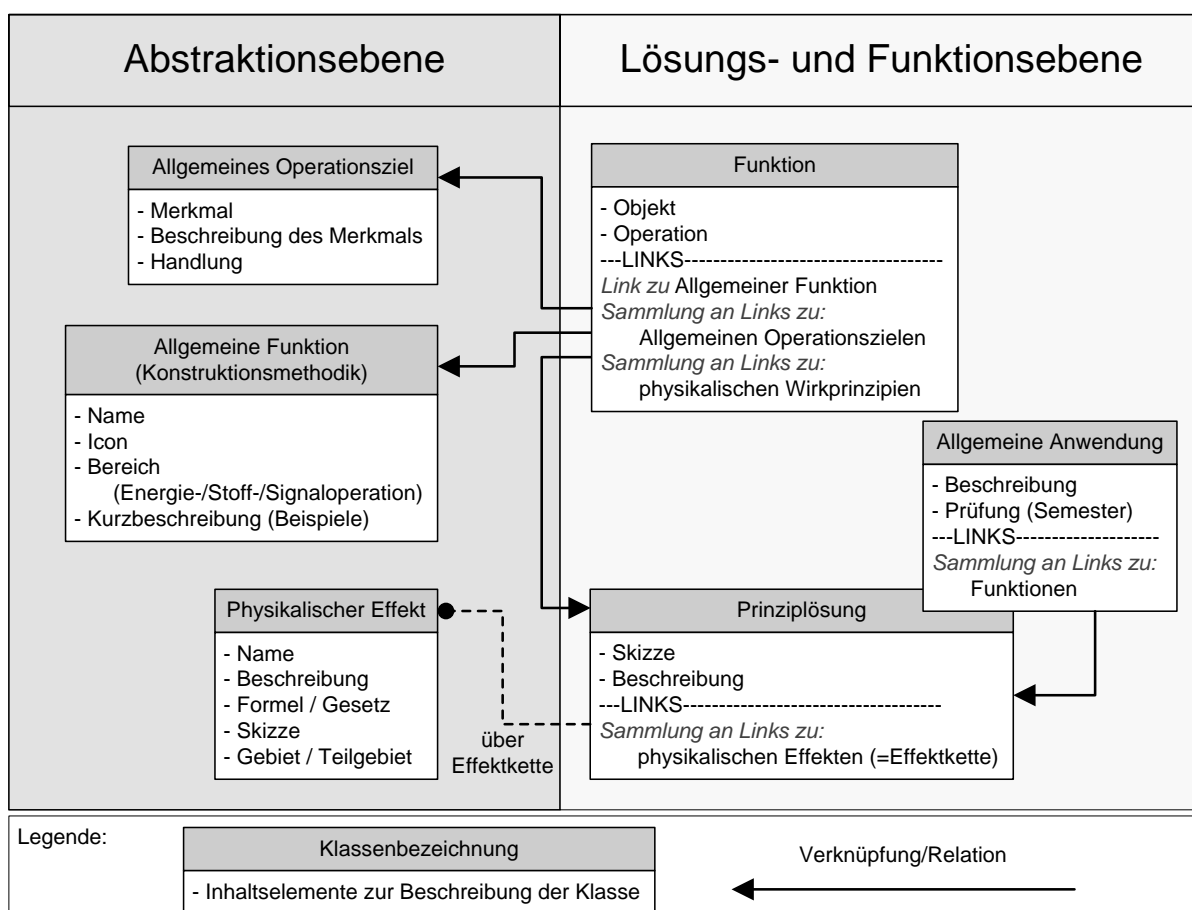 Abstraktionsebene
Lösungs- und Funktionsebene
Allgemeines Operationsziel
- Merkmal
- Beschreibung des Merkmals
- Handlung
Funktion
- Objekt
- Operation
---LINKS------------------------------------
Link zu Allgemeiner Funktion
Sammlung an Links zu:
Allgemeinen Operationszielen
Sammlung an Links zu:
physikalischen Wirkprinzipien
Allgemeine Funktion
(Konstruktionsmethodik)
- Name
- Icon
- Bereich
(Energie-/Stoff-/Signaloperation)
- Kurzbeschreibung (Beispiele)
Allgemeine Anwendung
- Beschreibung
- Prüfung (Semester)
---LINKS--------------------
Sammlung an Links zu:
Funktionen
Physikalischer Effekt
- Name
- Beschreibung
- Formel / Gesetz
- Skizze
- Gebiet / Teilgebiet
über
Effektkette
Prinziplösung
- Skizze
- Beschreibung
---LINKS------------------------------------
Sammlung an Links zu:
physikalischen Effekten (=Effektkette)
Legende:
Klassenbezeichnung
- Inhaltselemente zur Beschreibung der Klasse
Verknüpfung/Relation